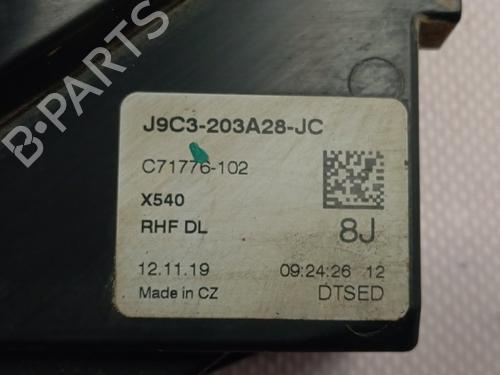 B-PARTS
J9C3-203A28-JC
C71776-102
X540
RHF DL
8J
12.11.19 09:24:26 12
Made in CZ DTSED